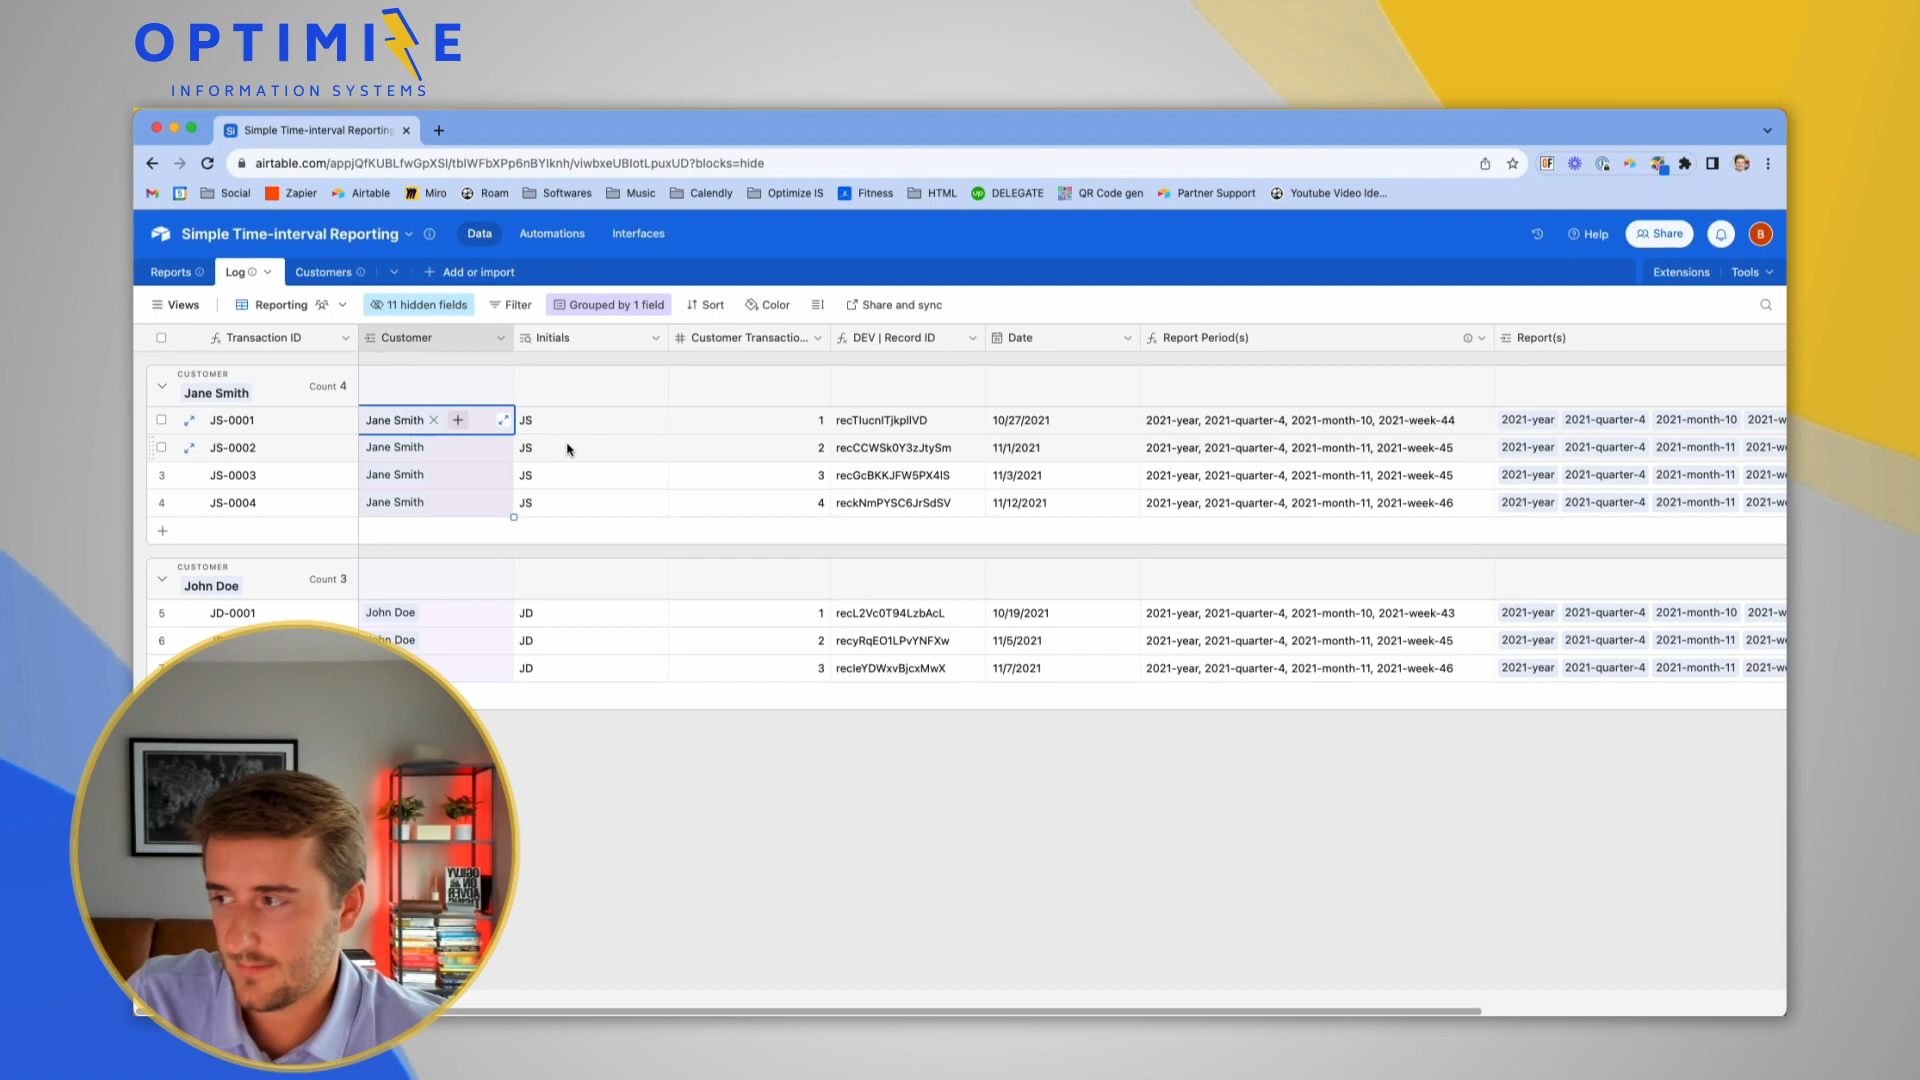 OPTIMIZE
INFORMATION SYSTEMS
Simple Time-interval Reporting
airtable.com/appjQfKUBLfwGpXSl/tblWFbXPp6nBYIknh/viwbxeUBIotLpuxUD?blocks=hide
Social Zapier Airtable Miro Roam Softwares Music Calendly Optimize IS Fitness HTML DELEGATE QR Code gen Partner Support Youtube Video Ide...
Simple Time-interval Reporting Data Automations Interfaces Help Share B
Reports Log Customers Add or import Extensions Tools
Views Reporting 11 hidden fields Filter Grouped by 1 field Sort Color Share and sync
Transaction ID Customer Initials Customer Transactio... DEV | Record ID Date Report Period(s) Report(s)
CUSTOMER
Jane Smith Count 4
JS-0001 Jane Smith JS 1 recTIucnlTjkpllVD 10/27/2021 2021-year, 2021-quarter-4, 2021-month-10, 2021-week-44 2021-year 2021-quarter-4 2021-month-10 2021-w
JS-0002 Jane Smith JS 2 recCCWSk0Y3zJtySm 11/1/2021 2021-year, 2021-quarter-4, 2021-month-11, 2021-week-45 2021-year 2021-quarter-4 2021-month-11 2021-w
3 JS-0003 Jane Smith JS 3 recGcBKKJFW5PX4lS 11/3/2021 2021-year, 2021-quarter-4, 2021-month-11, 2021-week-45 2021-year 2021-quarter-4 2021-month-11 2021-w
4 JS-0004 Jane Smith JS 4 reckNmPYSC6JrSdSV 11/12/2021 2021-year, 2021-quarter-4, 2021-month-11, 2021-week-46 2021-year 2021-quarter-4 2021-month-11 2021-w
CUSTOMER
John Doe Count 3
5 JD-0001 John Doe JD 1 recL2Vc0T94LzbAcL 10/19/2021 2021-year, 2021-quarter-4, 2021-month-10, 2021-week-43 2021-year 2021-quarter-4 2021-month-10 2021-w
6 Doe JD 2 recyRqEO1LPvYNFXw 11/5/2021 2021-year, 2021-quarter-4, 2021-month-11, 2021-week-45 2021-year 2021-quarter-4 2021-month-11 2021-w
JD 3 recIeYDWxvBjcxMwX 11/7/2021 2021-year, 2021-quarter-4, 2021-month-11, 2021-week-46 2021-year 2021-quarter-4 2021-month-11 2021-w